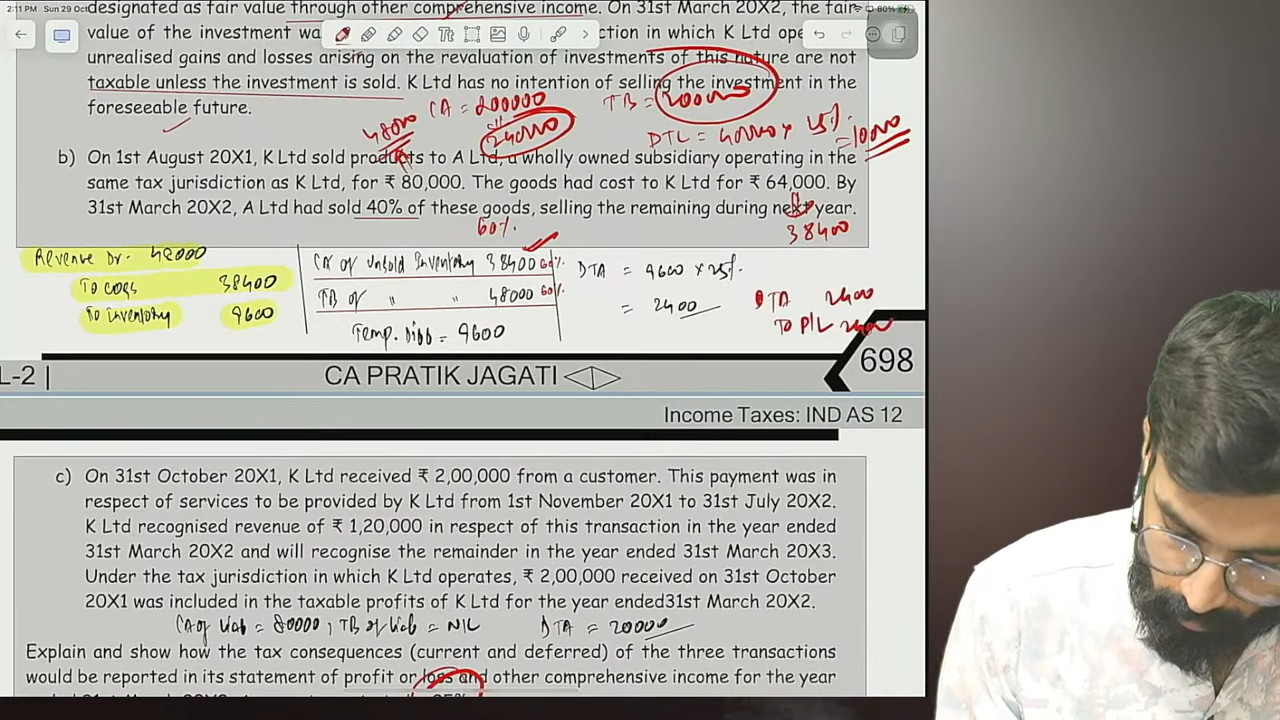 2:11 PM Sun 29 Oct
80%
designated as fair value through other comprehensive income. On 31st March 20X2, the fair
value of the investment wa
ction in which K Ltd ope
unrealised gains and losses arising on the revaluation of investments of this nature are not
taxable unless the investment is sold. K Ltd has no intention of selling the investment in the
foreseeable future.
CA = 200000
TB = 200000
48000
240000
DTL = 40000 × 25%
= 10000
b) On 1st August 20X1, K Ltd sold products to A Ltd, a wholly owned subsidiary operating in the
same tax jurisdiction as K Ltd, for ₹ 80,000. The goods had cost to K Ltd for ₹ 64,000. By
31st March 20X2, A Ltd had sold 40% of these goods, selling the remaining during next year.
60%
38400
Revenue Dr. 48000
To COGS 38400
To inventory 9600
CA of Unsold Inventory 38400 60%
TB of " " 48000 60%
Temp. Diff = 9600
DTA = 9600 × 25%
= 2400
DTA 2400
To P/L 2400
L-2 |
CA PRATIK JAGATI
698
Income Taxes: IND AS 12
c) On 31st October 20X1, K Ltd received ₹ 2,00,000 from a customer. This payment was in
respect of services to be provided by K Ltd from 1st November 20X1 to 31st July 20X2.
K Ltd recognised revenue of ₹ 1,20,000 in respect of this transaction in the year ended
31st March 20X2 and will recognise the remainder in the year ended 31st March 20X3.
Under the tax jurisdiction in which K Ltd operates, ₹ 2,00,000 received on 31st October
20X1 was included in the taxable profits of K Ltd for the year ended31st March 20X2.
CA of Liab = 80000, TB of Liab = NIL DTA = 20000
Explain and show how the tax consequences (current and deferred) of the three transactions
would be reported in its statement of profit or loss and other comprehensive income for the year
25%